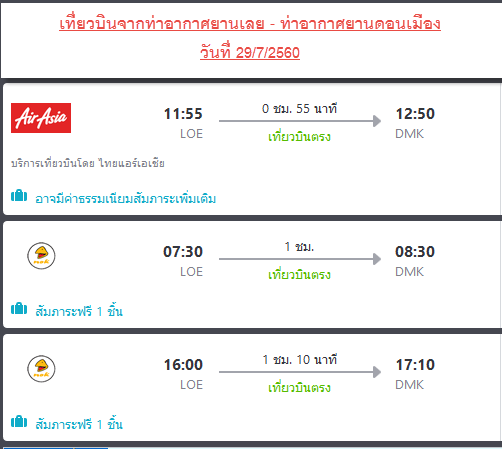 เที่ยวบินจากท่าอากาศยานเลย - ท่าอากาศยานดอนเมือง
วันที่ 29/7/2560
AirAsia
11:55
0 ชม. 55 นาที
12:50
LOE
เที่ยวบินตรง
DMK
บริการเที่ยวบินโดย ไทยแอร์เอเชีย
อาจมีค่าธรรมเนียมสัมภาระเพิ่มเติม
07:30
1 ชม.
08:30
LOE
เที่ยวบินตรง
DMK
สัมภาระฟรี 1 ชิ้น
16:00
1 ชม. 10 นาที
17:10
LOE
เที่ยวบินตรง
DMK
สัมภาระฟรี 1 ชิ้น